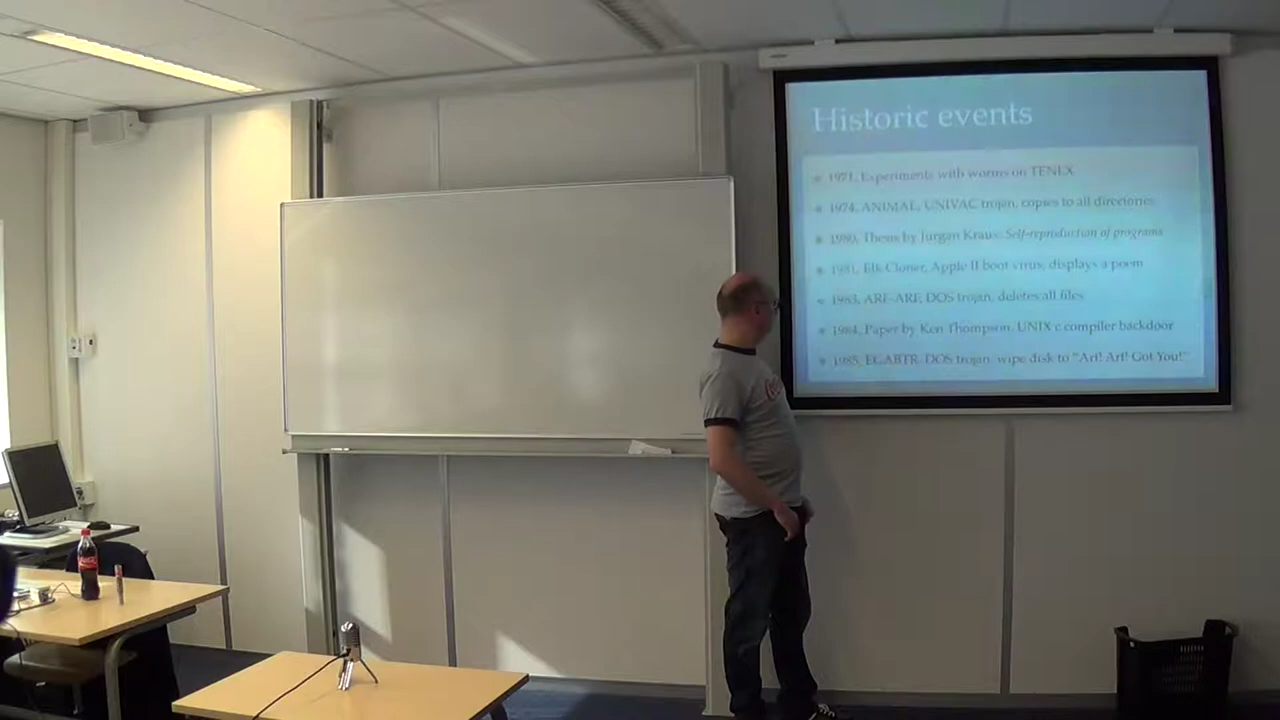 Historic events
1971, Experiments with worms on TENEX
1974, ANIMAL, UNIVAC trojan, copies to all directories
1980, Thesis by Jürgen Kraus, Self-reproduction of programs
1981, Elk Cloner, Apple II boot virus, displays a poem
1983, ARF-ARF, DOS trojan, deletes all files
1984, Paper by Ken Thompson, UNIX c compiler backdoor
1985, EGABTR, DOS trojan, wipe disk to "Arf! Arf! Got You!"